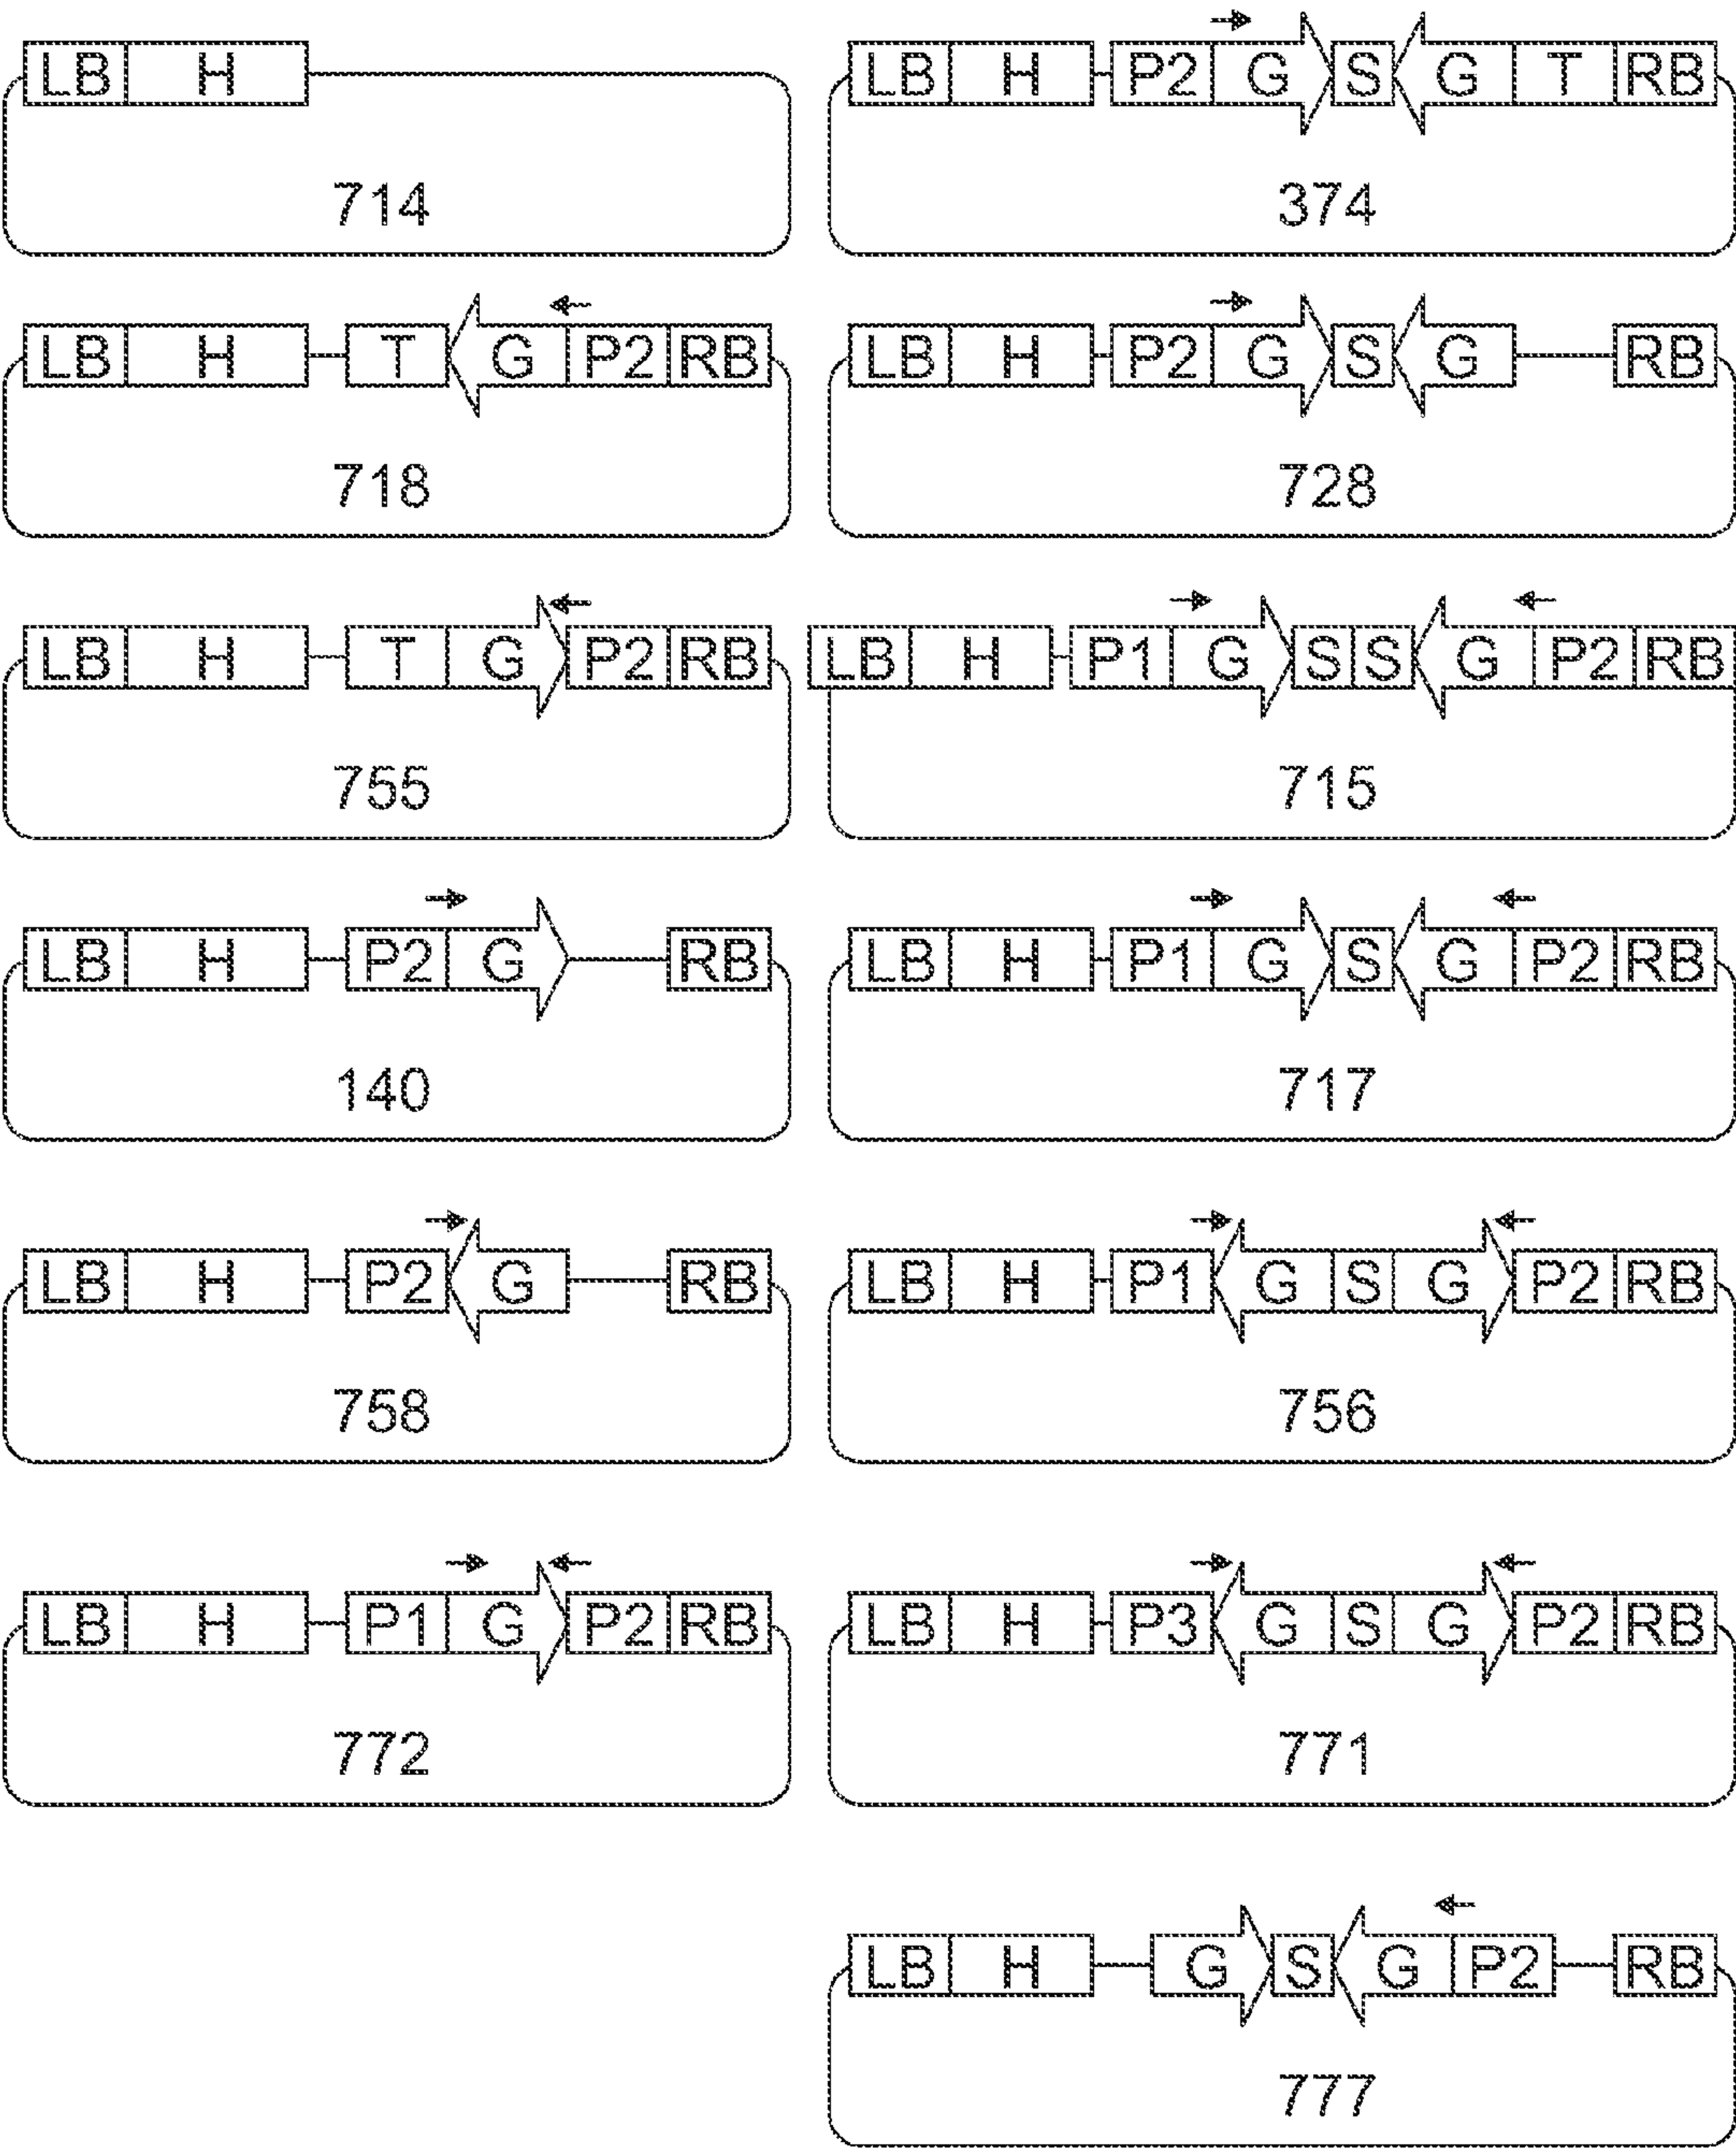 LB H
714
LB H P2 G S G T RB
374
LB H T G P2 RB
718
LB H P2 G S G RB
728
LB H T G P2 RB
755
LB H P1 G S S G P2 RB
715
LB H P2 G RB
140
LB H P1 G S G P2 RB
717
LB H P2 G RB
758
LB H P1 G S G P2 RB
756
LB H P1 G P2 RB
772
LB H P3 G S G P2 RB
771
LB H G S G P2 RB
777